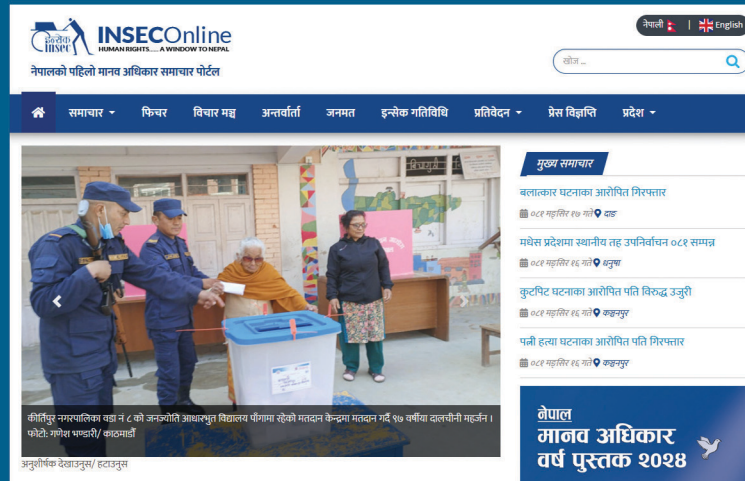 नेपाली | English
इन्सेक
INSEC
INSECOnline
HUMAN RIGHTS..... A WINDOW TO NEPAL
नेपालको पहिलो मानव अधिकार समाचार पोर्टल
खोज ...
समाचार फिचर विचार मञ्च अन्तर्वार्ता जनमत इन्सेक गतिविधि प्रतिवेदन प्रेस विज्ञप्ति प्रदेश
मुख्य समाचार
बलात्कार घटनाका आरोपित गिरफ्तार
०८१ मङ्सिर १७ गते दाङ
मधेस प्रदेशमा स्थानीय तह उपनिर्वाचन ०८१ सम्पन्न
०८१ मङ्सिर १६ गते धनुषा
कुटपिट घटनाका आरोपित पति विरुद्ध उजुरी
०८१ मङ्सिर १६ गते कञ्चनपुर
पत्नी हत्या घटनाका आरोपित पति गिरफ्तार
०८१ मङ्सिर १६ गते कञ्चनपुर
कीर्तिपुर नगरपालिका वडा नं ८ को जनज्योति आधारभुत विद्यालय पाँगामा रहेको मतदान केन्द्रमा मतदान गर्दै ९७ वर्षीया दालचीनी महर्जन ।
फोटो: गणेश भण्डारी/ काठमाडौँ
अनुशीर्षक देखाउनुस/ हटाउनुस
नेपाल
मानव अधिकार
वर्ष पुस्तक २०२४